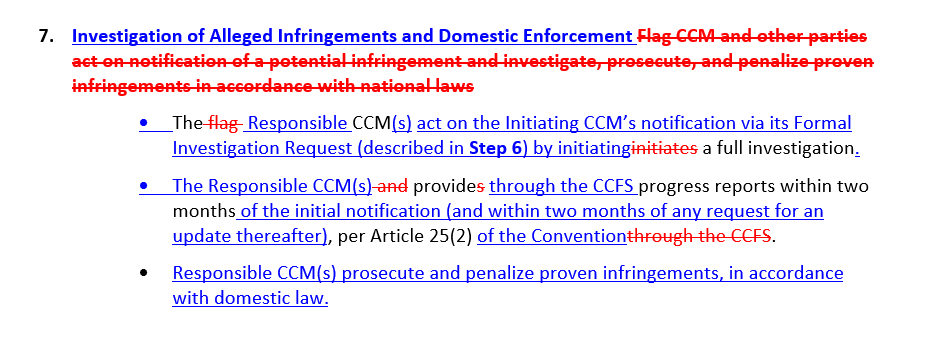 7. Investigation of Alleged Infringements and Domestic Enforcement Flag CCM and other parties
act on notification of a potential infringement and investigate, prosecute, and penalize proven
infringements in accordance with national laws
• The flag Responsible CCM(s) act on the Initiating CCM’s notification via its Formal
Investigation Request (described in Step 6) by initiatinginitiates a full investigation.
• The Responsible CCM(s) and provides through the CCFS progress reports within two
months of the initial notification (and within two months of any request for an
update thereafter), per Article 25(2) of the Conventionthrough the CCFS.
• Responsible CCM(s) prosecute and penalize proven infringements, in accordance
with domestic law.